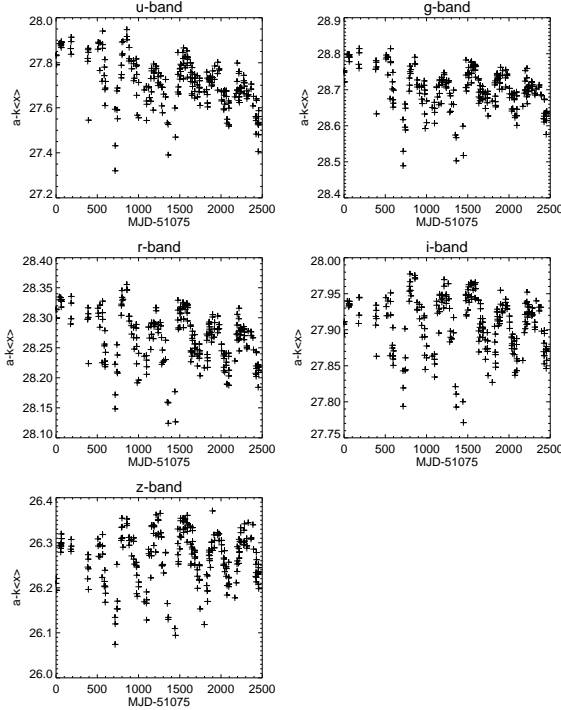 u-band
28.0
27.8
27.6
27.4
27.2
a-k<x>
0 500 1000 1500 2000 2500
MJD-51075
g-band
28.9
28.8
28.7
28.6
28.5
28.4
a-k<x>
0 500 1000 1500 2000 2500
MJD-51075
r-band
28.40
28.35
28.30
28.25
28.20
28.15
28.10
a-k<x>
0 500 1000 1500 2000 2500
MJD-51075
i-band
28.00
27.95
27.90
27.85
27.80
27.75
a-k<x>
0 500 1000 1500 2000 2500
MJD-51075
z-band
26.4
26.3
26.2
26.1
26.0
a-k<x>
0 500 1000 1500 2000 2500
MJD-51075